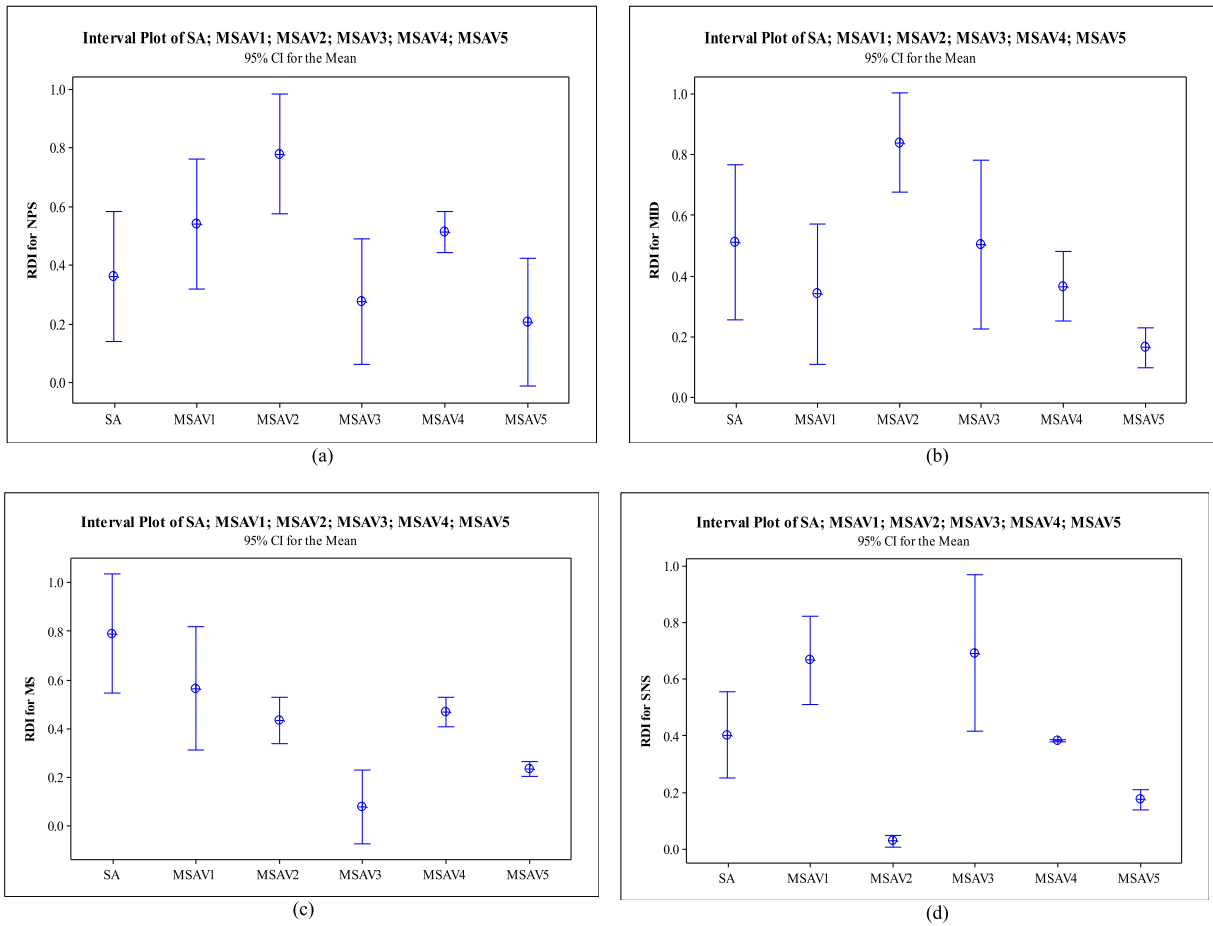 Interval Plot of SA; MSAV1; MSAV2; MSAV3; MSAV4; MSAV5
95% CI for the Mean
1.0
0.8
0.6
0.4
0.2
0.0
RDI for NPS
SA MSAV1 MSAV2 MSAV3 MSAV4 MSAV5
(a)
Interval Plot of SA; MSAV1; MSAV2; MSAV3; MSAV4; MSAV5
95% CI for the Mean
1.0
0.8
0.6
0.4
0.2
0.0
RDI for MID
SA MSAV1 MSAV2 MSAV3 MSAV4 MSAV5
(b)
Interval Plot of SA; MSAV1; MSAV2; MSAV3; MSAV4; MSAV5
95% CI for the Mean
1.0
0.8
0.6
0.4
0.2
0.0
RDI for MS
SA MSAV1 MSAV2 MSAV3 MSAV4 MSAV5
(c)
Interval Plot of SA; MSAV1; MSAV2; MSAV3; MSAV4; MSAV5
95% CI for the Mean
1.0
0.8
0.6
0.4
0.2
0.0
RDI for SNS
SA MSAV1 MSAV2 MSAV3 MSAV4 MSAV5
(d)